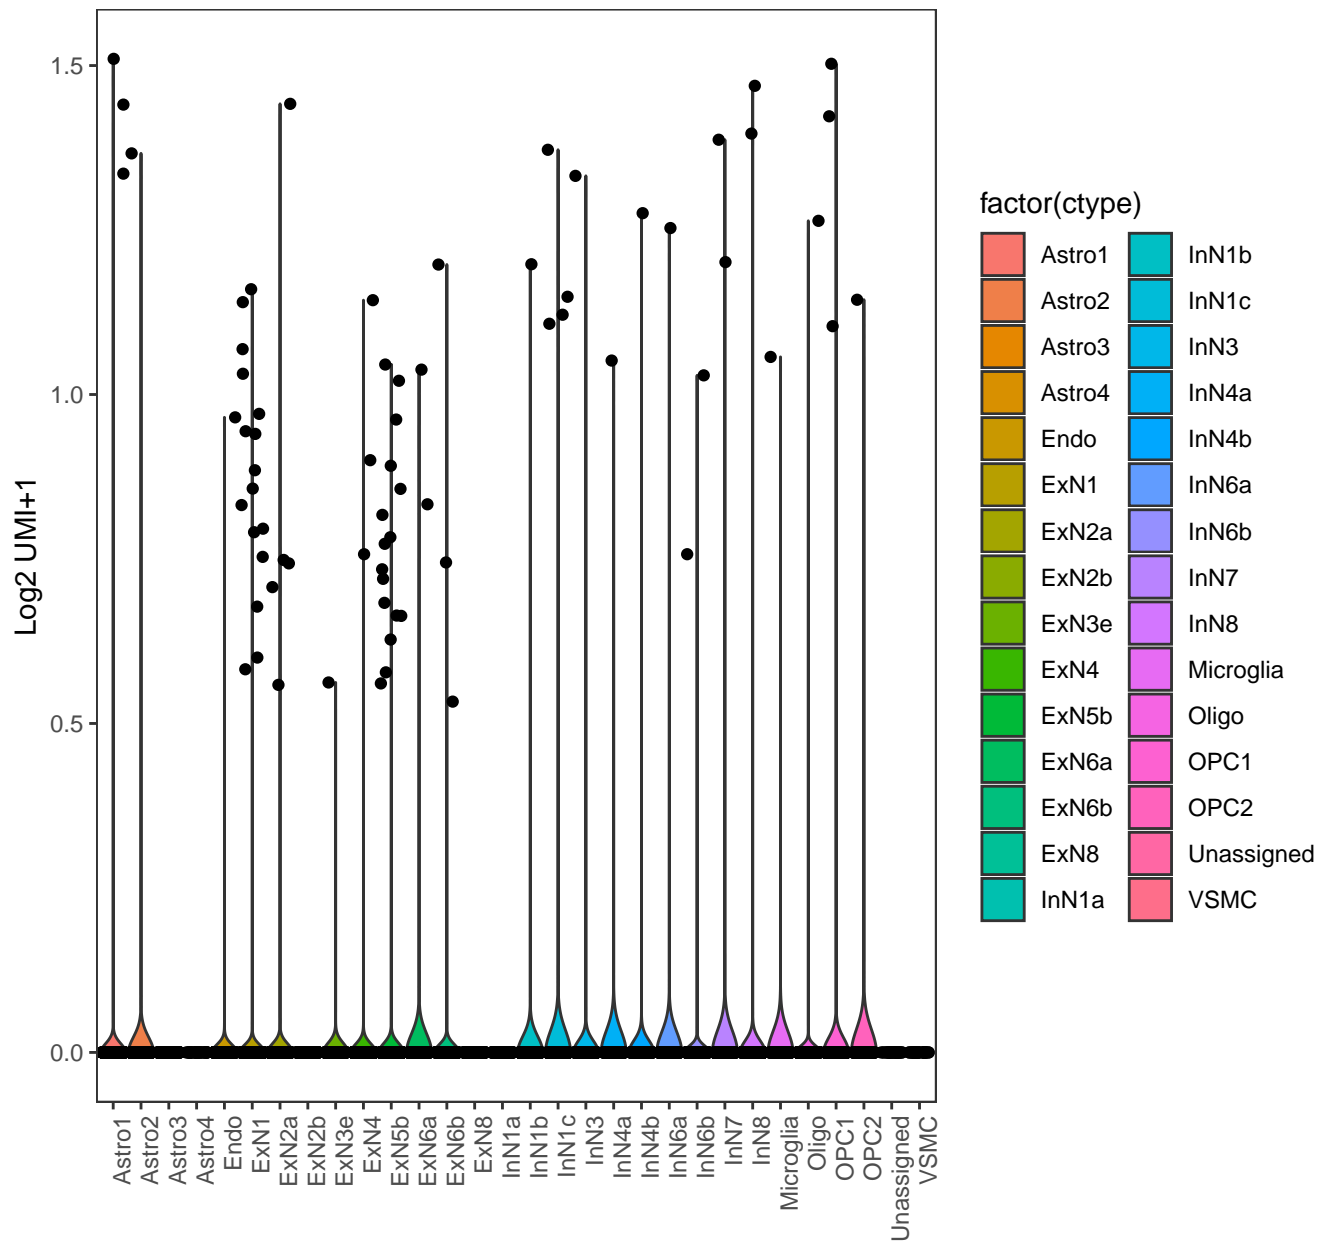 Log2 UMI+1
1.5
1.0
0.5
0.0
Astro1
Astro2
Astro3
Astro4
Endo
ExN1
ExN2a
ExN2b
ExN3e
ExN4
ExN5b
ExN6a
ExN6b
ExN8
InN1a
InN1b
InN1c
InN3
InN4a
InN4b
InN6a
InN6b
InN7
InN8
Microglia
Oligo
OPC1
OPC2
Unassigned
VSMC
factor(ctype)
Astro1
Astro2
Astro3
Astro4
Endo
ExN1
ExN2a
ExN2b
ExN3e
ExN4
ExN5b
ExN6a
ExN6b
ExN8
InN1a
InN1b
InN1c
InN3
InN4a
InN4b
InN6a
InN6b
InN7
InN8
Microglia
Oligo
OPC1
OPC2
Unassigned
VSMC